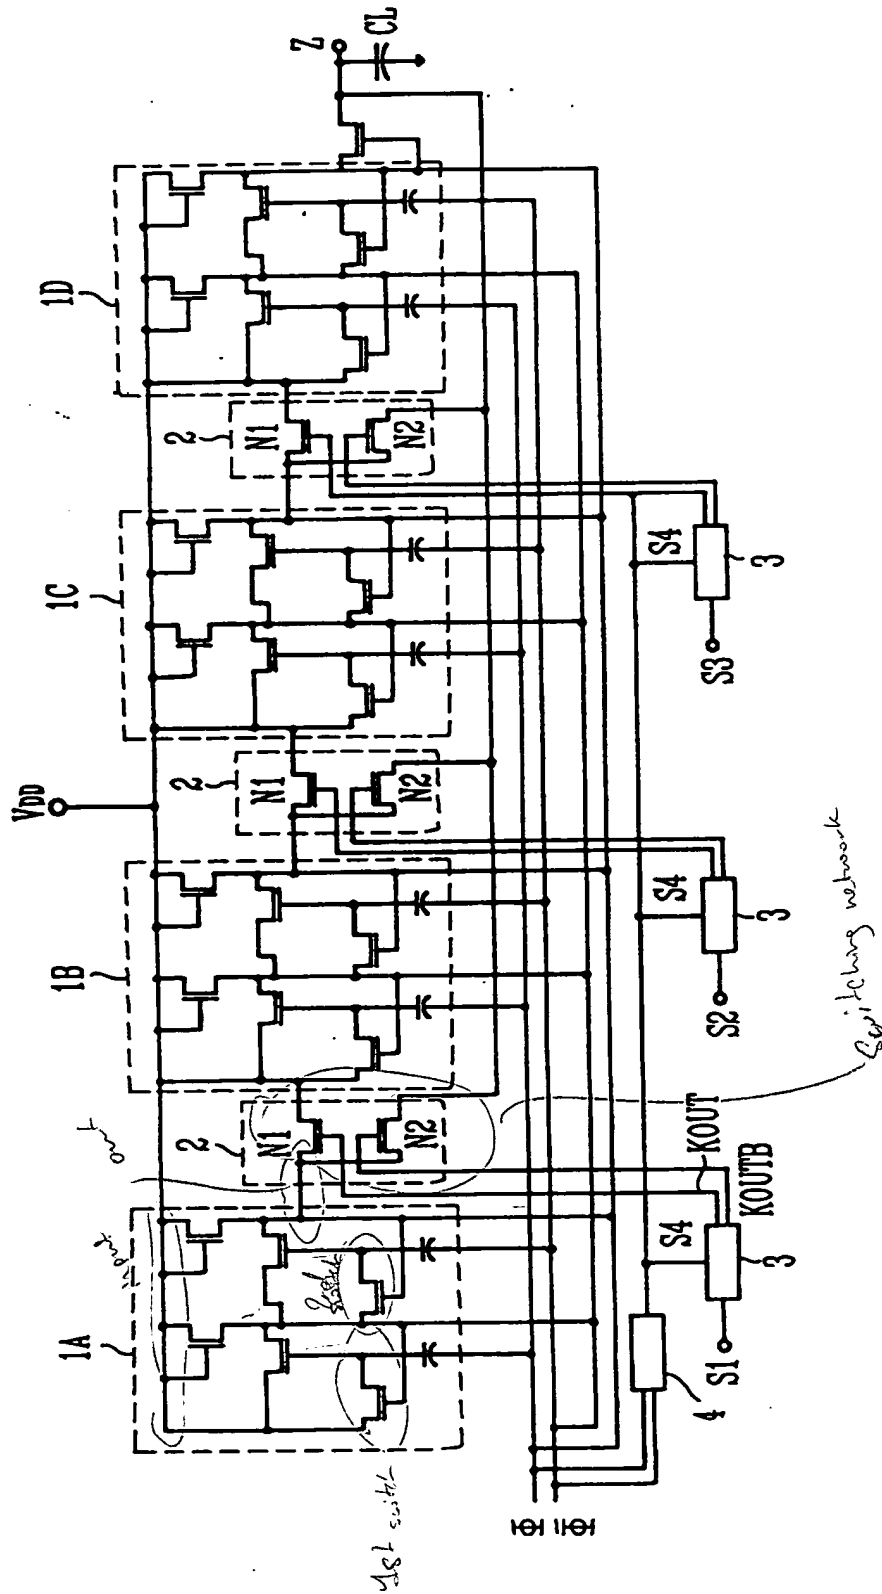 VDD
1A
1B
1C
1D
input
out
2
2
2
Z
N1
N1
N1
CL
N2
N2
N2
1st switch
Φ
Φ̄
4
S4
S4
S4
KOUT
KOUTB
S1
3
S2
3
S3
3
Switching network